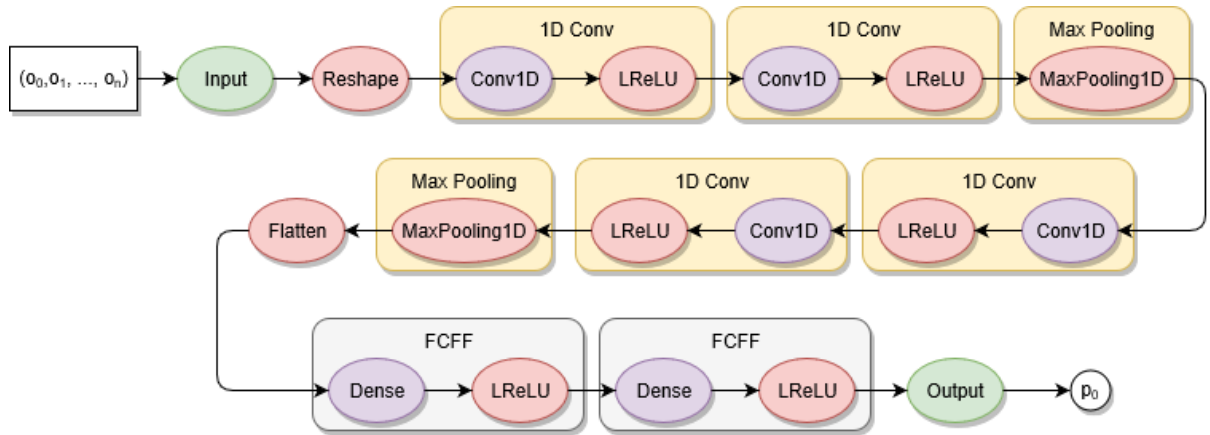 1D Conv
1D Conv
Max Pooling
(o₀,o₁, ..., oₙ)
Input
Reshape
Conv1D
LReLU
Conv1D
LReLU
MaxPooling1D
1D Conv
1D Conv
Max Pooling
Conv1D
LReLU
Conv1D
LReLU
MaxPooling1D
Flatten
FCFF
FCFF
Dense
LReLU
Dense
LReLU
Output
p₀